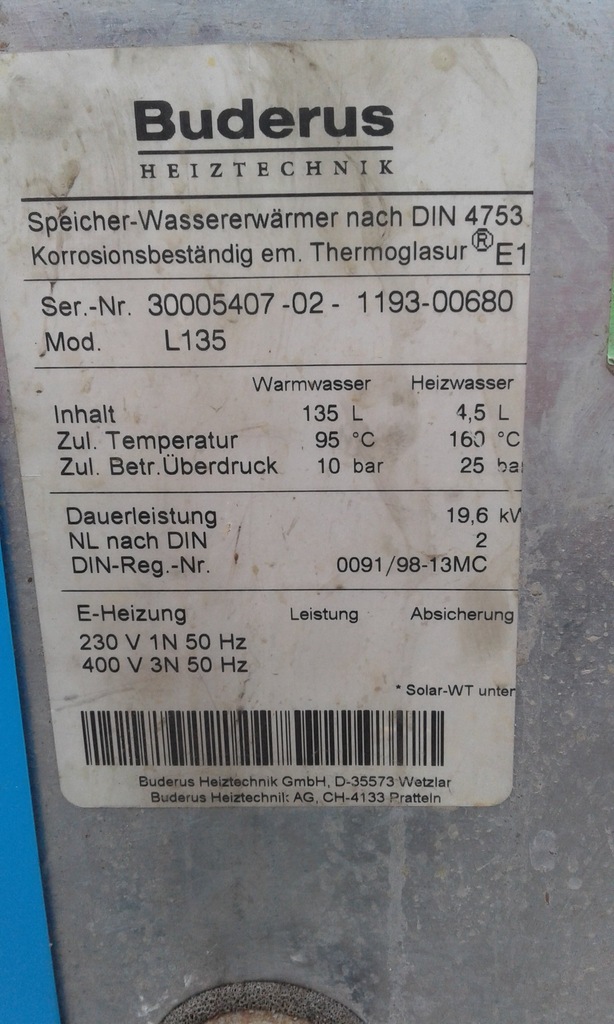 Buderus
HEIZTECHNIK
Speicher-Wassererwärmer nach DIN 4753
Korrosionsbeständig em. Thermoglasur ® E1
Ser.-Nr. 30005407-02 - 1193-00680
Mod. L135
Warmwasser Heizwasser
Inhalt 135 L 4,5 L
Zul. Temperatur 95 °C 160 °C
Zul. Betr.Überdruck 10 bar 25 ba
Dauerleistung 19,6 kW
NL nach DIN 2
DIN-Reg.-Nr. 0091/98-13MC
E-Heizung Leistung Absicherung
230 V 1N 50 Hz
400 V 3N 50 Hz
* Solar-WT unter
Buderus Heiztechnik GmbH, D-35573 Wetzlar
Buderus Heiztechnik AG, CH-4133 Pratteln